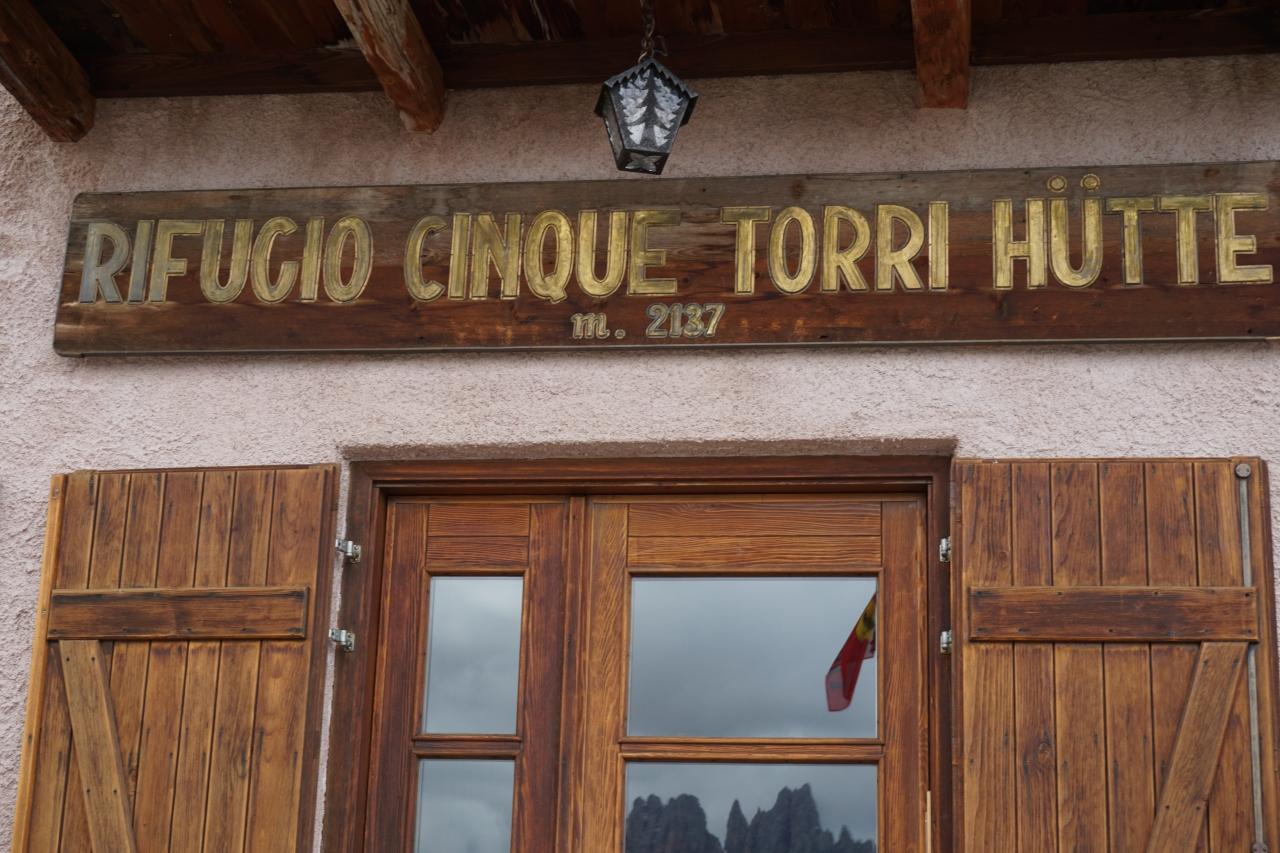 RIFUGIO CINQUE TORRI HÜTTE
m. 2137